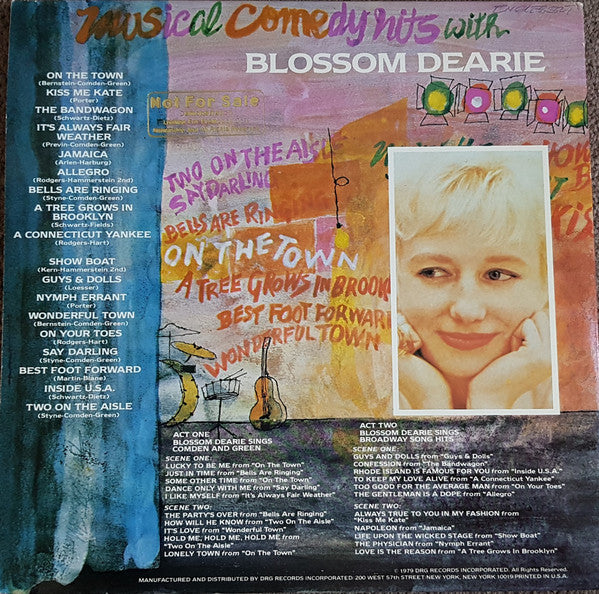 musical Comedy hits with
BLOSSOM DEARIE
Not For Sale
ON THE TOWN
(Bernstein-Comden-Green)
KISS ME KATE
(Porter)
THE BANDWAGON
(Schwartz-Dietz)
IT'S ALWAYS FAIR
WEATHER
(Previn-Comden-Green)
JAMAICA
(Arlen-Harburg)
ALLEGRO
(Rodgers-Hammerstein 2nd)
BELLS ARE RINGING
(Styne-Comden-Green)
A TREE GROWS IN
BROOKLYN
(Schwartz-Fields)
A CONNECTICUT YANKEE
(Rodgers-Hart)
SHOW BOAT
(Kern-Hammerstein 2nd)
GUYS & DOLLS
(Loesser)
NYMPH ERRANT
(Porter)
WONDERFUL TOWN
(Bernstein-Comden-Green)
ON YOUR TOES
(Rodgers-Hart)
SAY DARLING
(Styne-Comden-Green)
BEST FOOT FORWARD
(Martin-Blane)
INSIDE U.S.A.
(Schwartz-Dietz)
TWO ON THE AISLE
(Styne-Comden-Green)
TWO ON THE AISLE
SAY DARLING
BELLS ARE RIN
ON THE TOWN
A TREE GROWS IN BROOK
BEST FOOT FORWAR
WONDERFUL TOWN
ACT ONE
BLOSSOM DEARIE SINGS
COMDEN AND GREEN
SCENE ONE:
LUCKY TO BE ME from "On The Town"
JUST IN TIME from "Bells Are Ringing"
SOME OTHER TIME from "On The Town"
DANCE ONLY WITH ME from "Say Darling"
I LIKE MYSELF from "It's Always Fair Weather"
SCENE TWO:
THE PARTY'S OVER from "Bells Are Ringing"
HOW WILL HE KNOW from "Two On The Aisle"
IT'S LOVE from "Wonderful Town"
HOLD ME, HOLD ME, HOLD ME from
"Two On The Aisle"
LONELY TOWN from "On The Town"
ACT TWO
BLOSSOM DEARIE SINGS
BROADWAY SONG HITS
SCENE ONE:
GUYS AND DOLLS from "Guys & Dolls"
CONFESSION from "The Bandwagon"
RHODE ISLAND IS FAMOUS FOR YOU from "Inside U.S.A."
TO KEEP MY LOVE ALIVE from "A Connecticut Yankee"
TOO GOOD FOR THE AVERAGE MAN from "On Your Toes"
THE GENTLEMAN IS A DOPE from "Allegro"
SCENE TWO:
ALWAYS TRUE TO YOU IN MY FASHION from
"Kiss Me Kate"
NAPOLEON from "Jamaica"
LIFE UPON THE WICKED STAGE from "Show Boat"
THE PHYSICIAN from "Nymph Errant"
LOVE IS THE REASON from "A Tree Grows In Brooklyn"
© 1979 DRG RECORDS INCORPORATED. All Rights Reserved.
MANUFACTURED AND DISTRIBUTED BY DRG RECORDS INCORPORATED·200 WEST 57th STREET NEW YORK, NEW YORK 10019 PRINTED IN U.S.A.